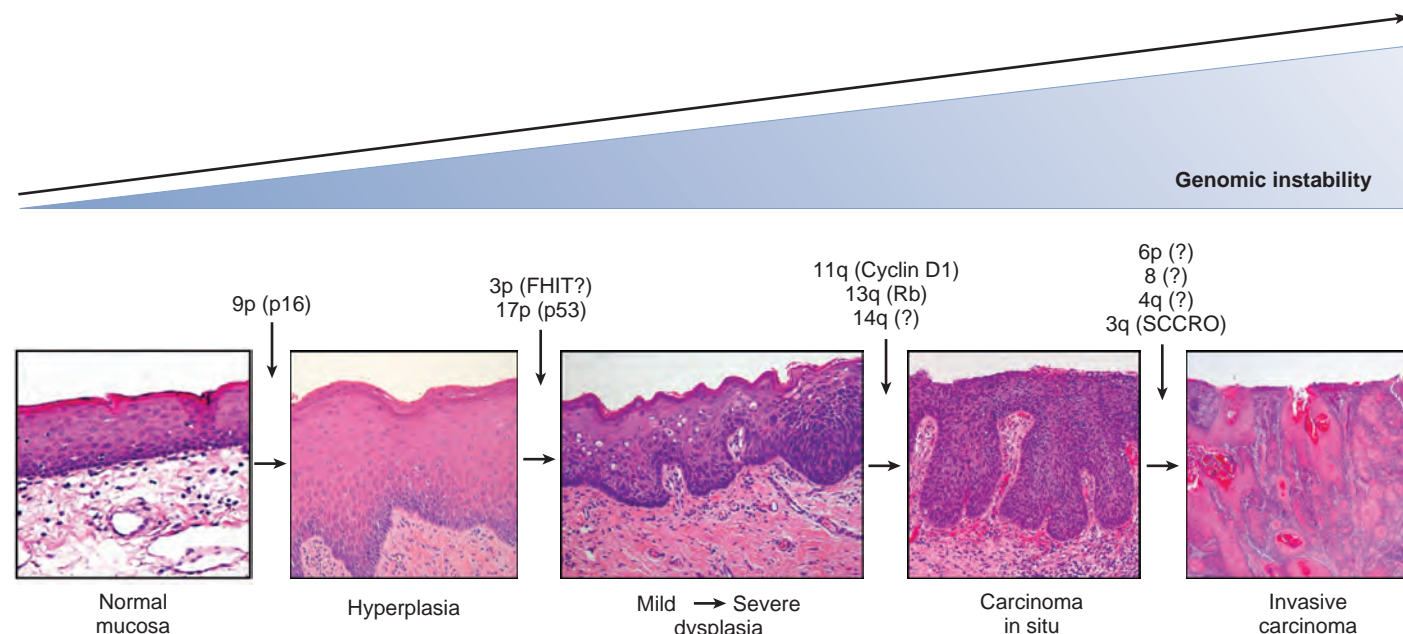 Genomic instability
9p (p16)
3p (FHIT?)
17p (p53)
11q (Cyclin D1)
13q (Rb)
14q (?)
6p (?)
8 (?)
4q (?)
3q (SCCRO)
Normal
mucosa
Hyperplasia
Mild → Severe
dysplasia
Carcinoma
in situ
Invasive
carcinoma